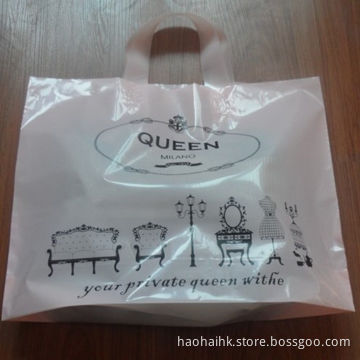 QUEEN
MILANO
your private queen withe
haohaihk.store.bossgoo.com